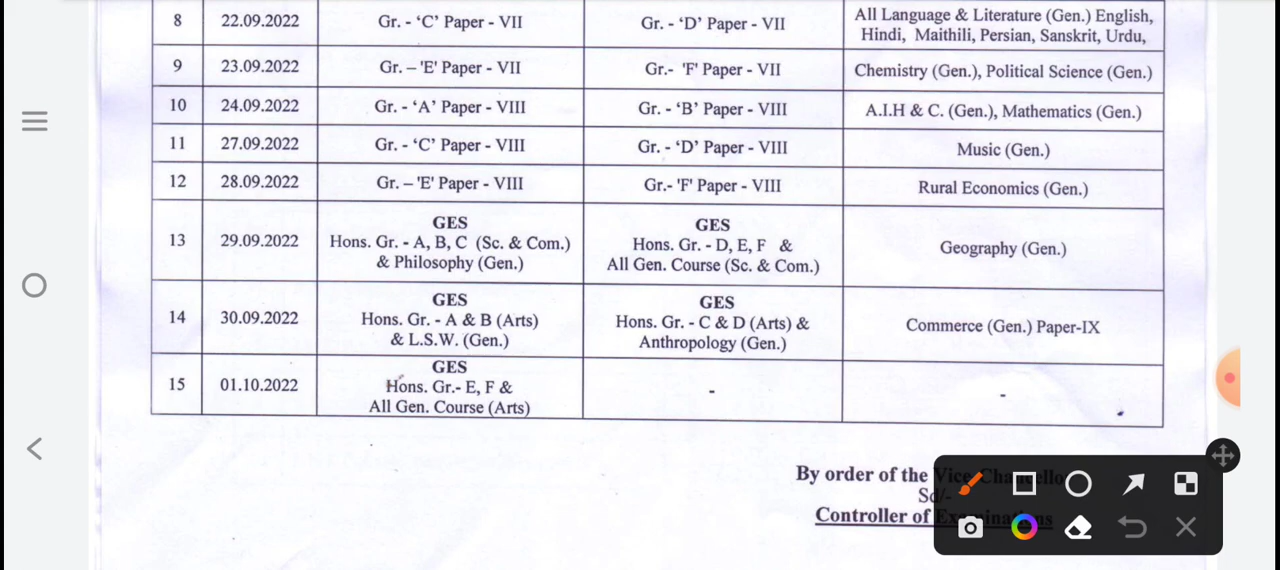 8 22.09.2022 Gr. - ‘C’ Paper - VII Gr. - ‘D’ Paper - VII All Language & Literature (Gen.) English,
Hindi, Maithili, Persian, Sanskrit, Urdu,
9 23.09.2022 Gr. – 'E' Paper - VII Gr.- 'F' Paper - VII Chemistry (Gen.), Political Science (Gen.)
10 24.09.2022 Gr. - ‘A’ Paper - VIII Gr. - ‘B’ Paper - VIII A.I.H & C. (Gen.), Mathematics (Gen.)
11 27.09.2022 Gr. - ‘C’ Paper - VIII Gr. - ‘D’ Paper - VIII Music (Gen.)
12 28.09.2022 Gr. – 'E' Paper - VIII Gr.- 'F' Paper - VIII Rural Economics (Gen.)
GES GES
13 29.09.2022 Hons. Gr. - A, B, C (Sc. & Com.) Hons. Gr. - D, E, F & Geography (Gen.)
& Philosophy (Gen.) All Gen. Course (Sc. & Com.)
GES GES
14 30.09.2022 Hons. Gr. - A & B (Arts) Hons. Gr. - C & D (Arts) & Commerce (Gen.) Paper-IX
& L.S.W. (Gen.) Anthropology (Gen.)
GES
15 01.10.2022 Hons. Gr.- E, F & - -
All Gen. Course (Arts)
By order of the Vice Chancello
Sd/-
Controller of Examinations